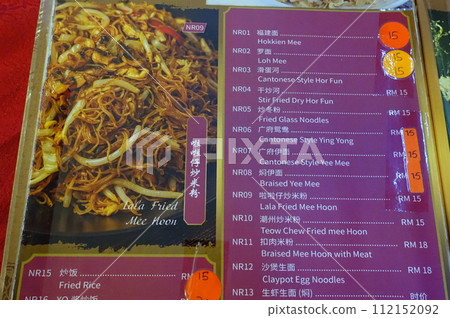 NR09
啦啦仔炒米粉
Lala Fried
Mee Hoon
NR15 炒饭
Fried Rice
15
NR16
NR01 福建面
Hokkien Mee
15
NR02 罗面
Loh Mee
NR03 滑蛋河
15
Cantonese Style Hor Fun
NR04 干炒河 RM 15
Stir Fried Dry Hor Fun
NR05 炒冬粉 RM 15
Fried Glass Noodles
NR06 广府鸳鸯 15
Cantonese Style Ying Yong
NR07 广府伊面 15
Cantonese Style Yee Mee
NR08 焖伊面 15
Braised Yee Mee
NR09 啦啦仔炒米粉 RM 15
Lala Fried Mee Hoon
NR10 潮州炒米粉 RM 15
Teow Chew Fried mee Hoon
NR11 扣肉米粉 RM 18
Braised Mee Hoon with Meat
NR12 沙煲生面 RM 18
Claypot Egg Noodles
NR13 生虾生面 (焖) 时价
112152092